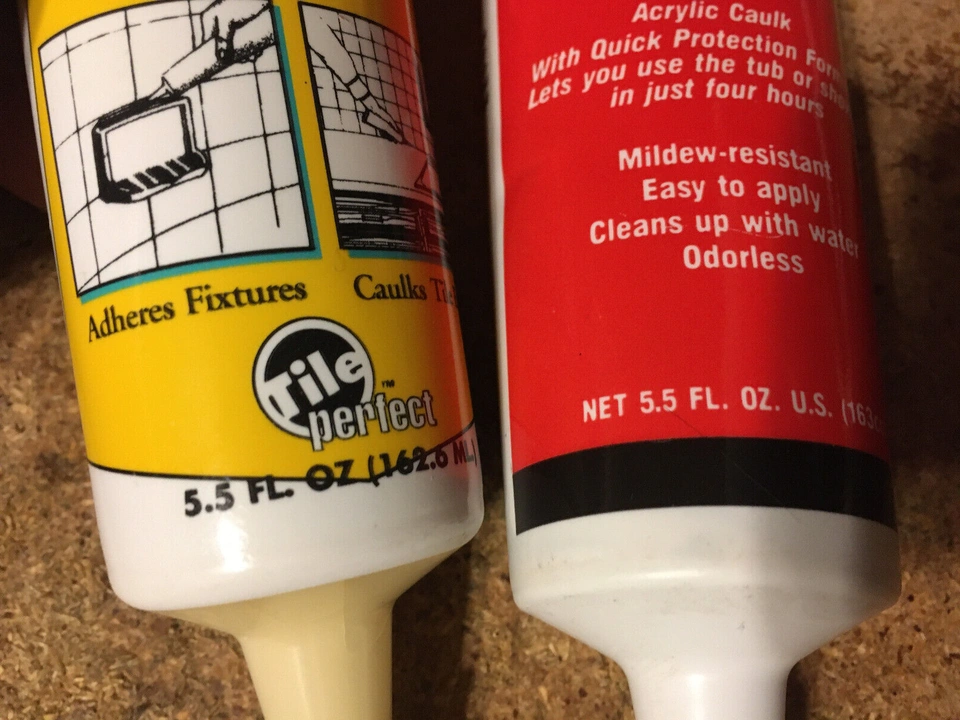 Adheres Fixtures
Caulks
Tile
perfect™
5.5 FL. OZ (162.6 ML)
Acrylic Caulk
With Quick Protection
Lets you use the tub or
in just four hours
Mildew-resistant
Easy to apply
Cleans up with water
Odorless
NET 5.5 FL. OZ. U.S.